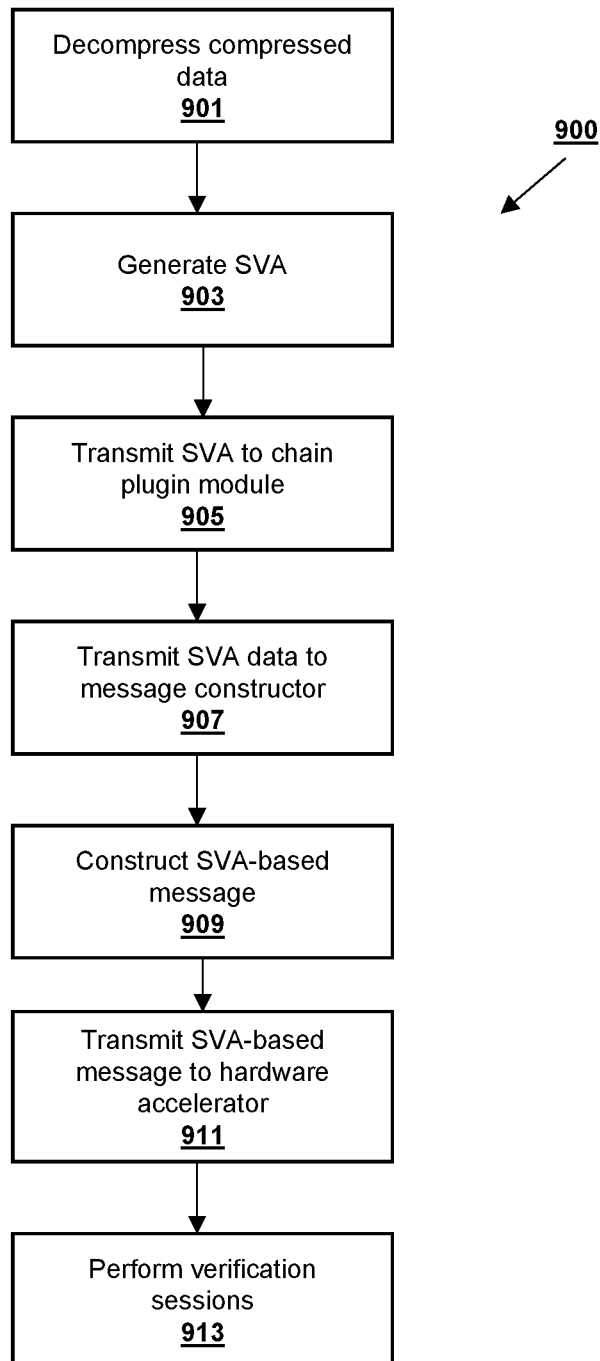 Decompress compressed
data
901
900
Generate SVA
903
Transmit SVA to chain
plugin module
905
Transmit SVA data to
message constructor
907
Construct SVA-based
message
909
Transmit SVA-based
message to hardware
accelerator
911
Perform verification
sessions
913